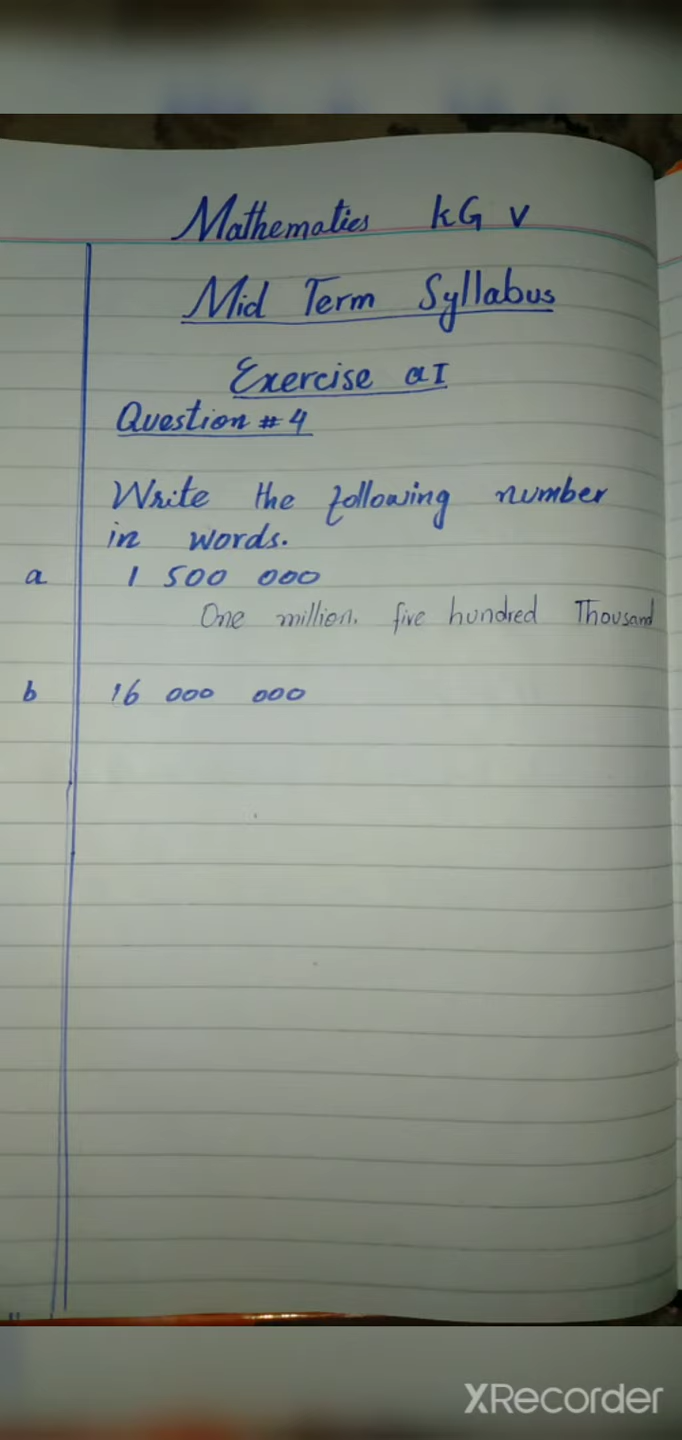 Mathematics KG V
Mid Term Syllabus
Exercise aI
Question # 4
Write the following number
in words.
a 1 500 000
One million, five hundred Thousand
b 16 000 000
XRecorder